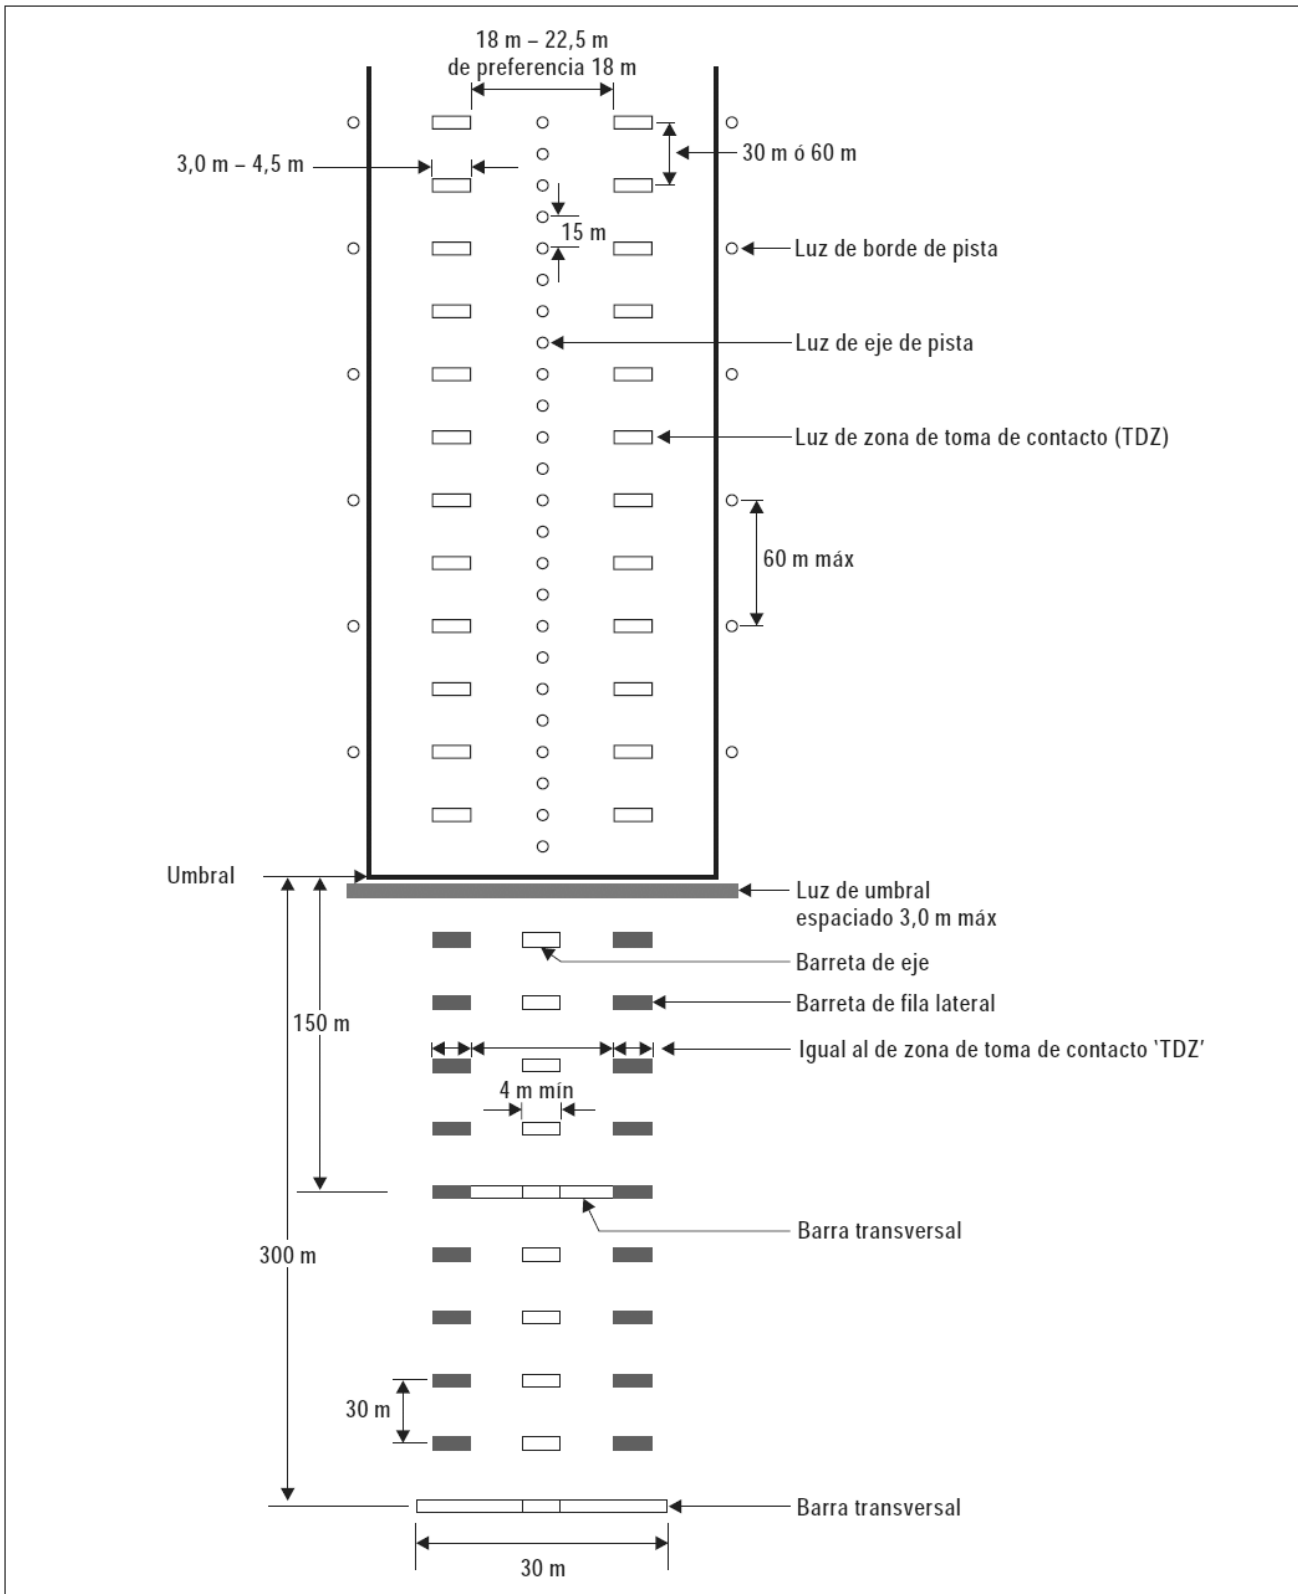 18 m – 22,5 m
de preferencia 18 m
3,0 m – 4,5 m
30 m ó 60 m
15 m
Luz de borde de pista
Luz de eje de pista
Luz de zona de toma de contacto (TDZ)
60 m máx
Umbral
Luz de umbral
espaciado 3,0 m máx
Barreta de eje
Barreta de fila lateral
150 m
Igual al de zona de toma de contacto ‘TDZ’
4 m mín
Barra transversal
300 m
30 m
Barra transversal
30 m